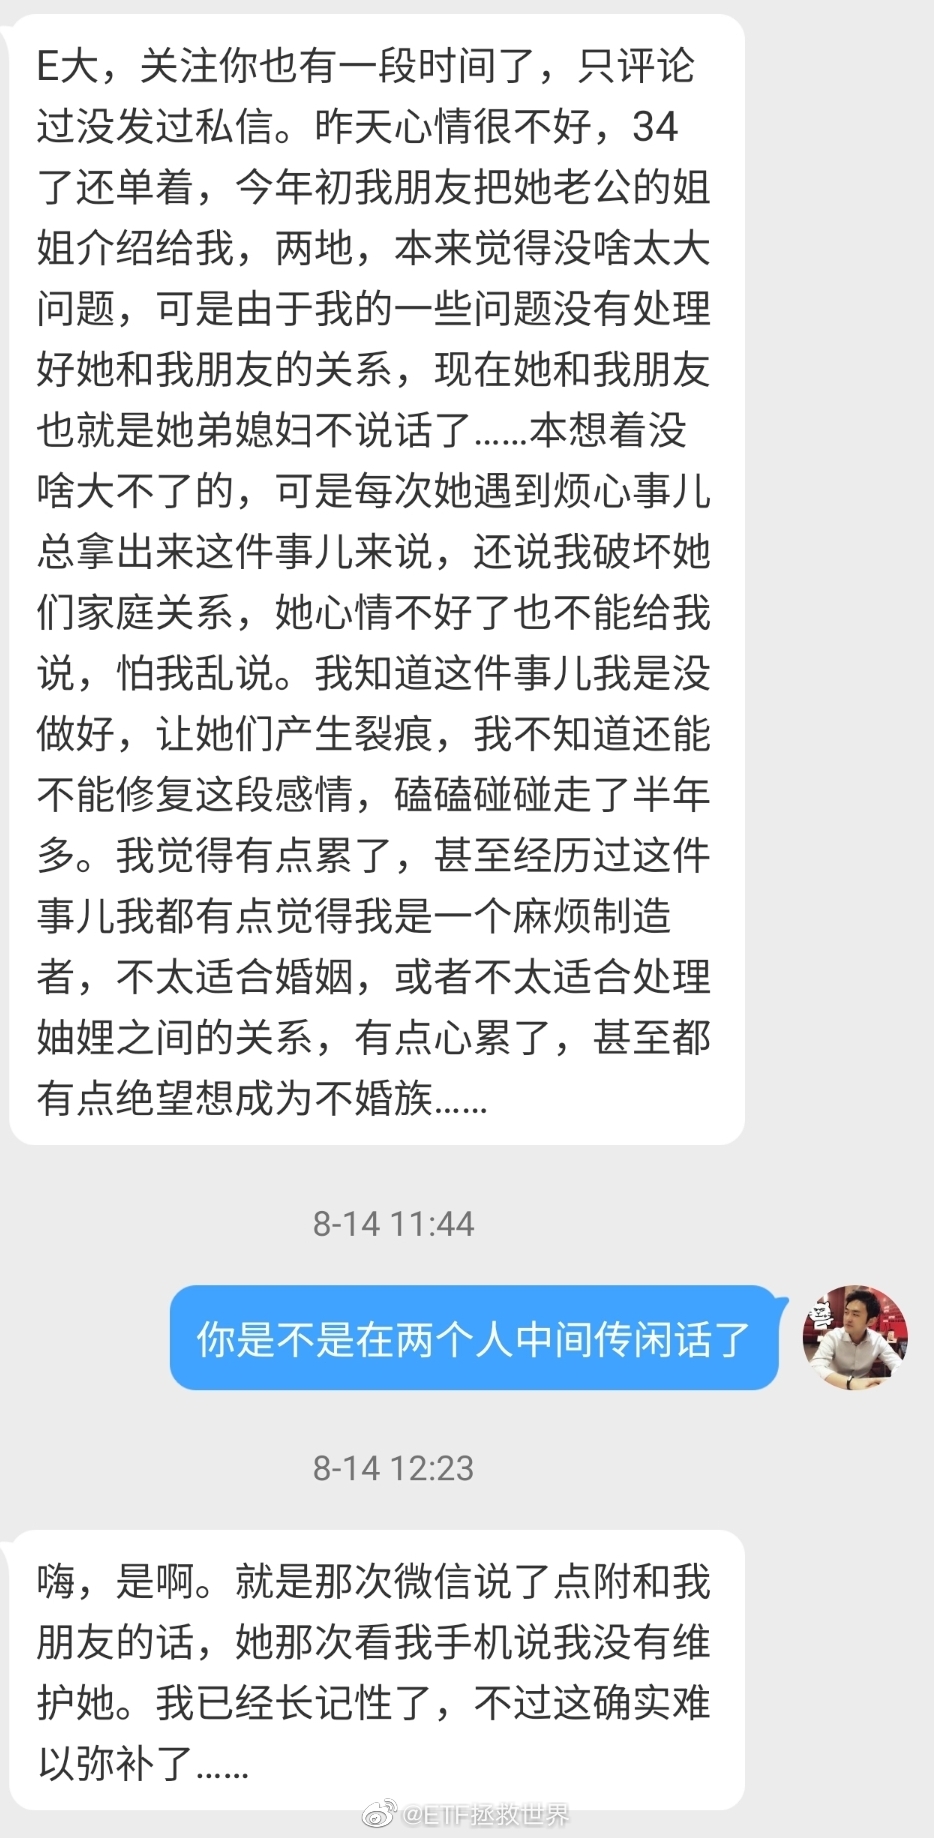 E大，关注你也有一段时间了，只评论
过没发过私信。昨天心情很不好，34
了还单着，今年初我朋友把她老公的姐
姐介绍给我，两地，本来觉得没啥太大
问题，可是由于我的一些问题没有处理
好她和我朋友的关系，现在她和我朋友
也就是她弟媳妇不说话了……本想着没
啥大不了的，可是每次她遇到烦心事儿
总拿出来这件事儿来说，还说我破坏她
们家庭关系，她心情不好了也不能给我
说，怕我乱说。我知道这件事儿我是没
做好，让她们产生裂痕，我不知道还能
不能修复这段感情，磕磕碰碰走了半年
多。我觉得有点累了，甚至经历过这件
事儿我都有点觉得我是一个麻烦制造
者，不太适合婚姻，或者不太适合处理
妯娌之间的关系，有点心累了，甚至都
有点绝望想成为不婚族……
8-14 11:44
你是不是在两个人中间传闲话了
8-14 12:23
嗨，是啊。就是那次微信说了点附和我
朋友的话，她那次看我手机说我没有维
护她。我已经长记性了，不过这确实难
以弥补了……
@ETF拯救世界